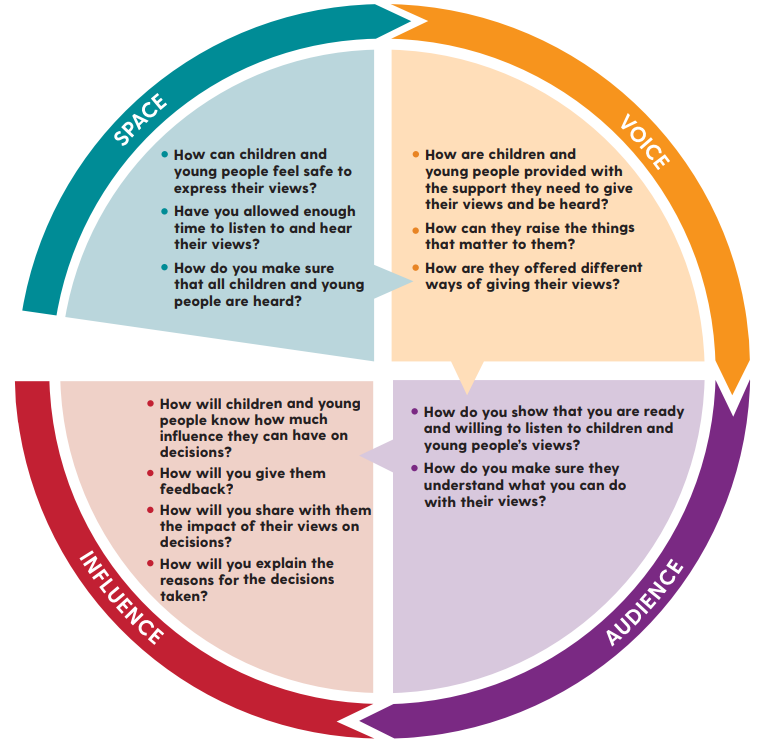 SPACE
• How can children and
young people feel safe to
express their views?
• Have you allowed enough
time to listen to and hear
their views?
• How do you make sure
that all children and young
people are heard?
VOICE
• How are children and
young people provided with
the support they need to give
their views and be heard?
• How can they raise the things
that matter to them?
• How are they offered different
ways of giving their views?
AUDIENCE
• How do you show that you are ready
and willing to listen to children and
young people's views?
• How do you make sure they
understand what you can do
with their views?
INFLUENCE
• How will children and young
people know how much
influence they can have on
decisions?
• How will you give them
feedback?
• How will you share with them
the impact of their views on
decisions?
• How will you explain the
reasons for the decisions
taken?